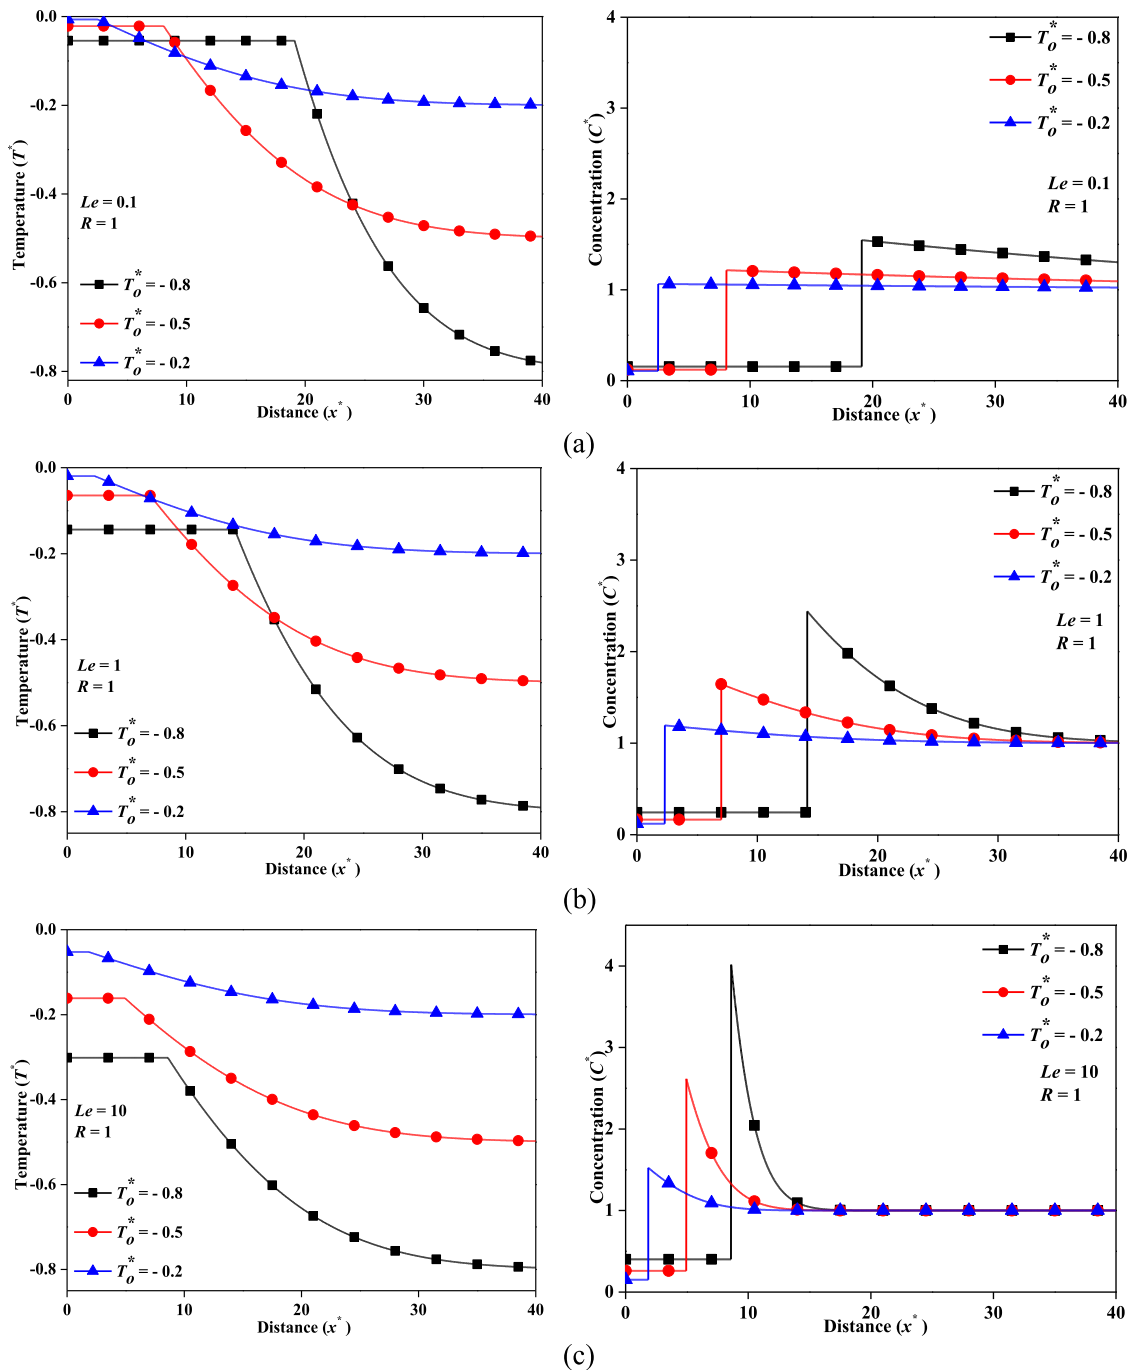 0.0
-0.2
-0.4
-0.6
-0.8
Temperature (T*)
Le = 0.1
R = 1
T*o = - 0.8
T*o = - 0.5
T*o = - 0.2
0 10 20 30 40
Distance (x*)
4
3
2
1
0
Concentration (C*)
T*o = - 0.8
T*o = - 0.5
T*o = - 0.2
Le = 0.1
R = 1
0 10 20 30 40
Distance (x*)
(a)
0.0
-0.2
-0.4
-0.6
-0.8
Temperature (T*)
Le = 1
R = 1
T*o = - 0.8
T*o = - 0.5
T*o = - 0.2
0 10 20 30 40
Distance (x*)
4
3
2
1
0
Concentration (C*)
T*o = - 0.8
T*o = - 0.5
T*o = - 0.2
Le = 1
R = 1
0 10 20 30 40
Distance (x*)
(b)
0.0
-0.2
-0.4
-0.6
-0.8
Temperature (T*)
Le = 10
R = 1
T*o = - 0.8
T*o = - 0.5
T*o = - 0.2
0 10 20 30 40
Distance (x*)
4
3
2
1
0
Concentration (C*)
T*o = - 0.8
T*o = - 0.5
T*o = - 0.2
Le = 10
R = 1
0 10 20 30 40
Distance (x*)
(c)